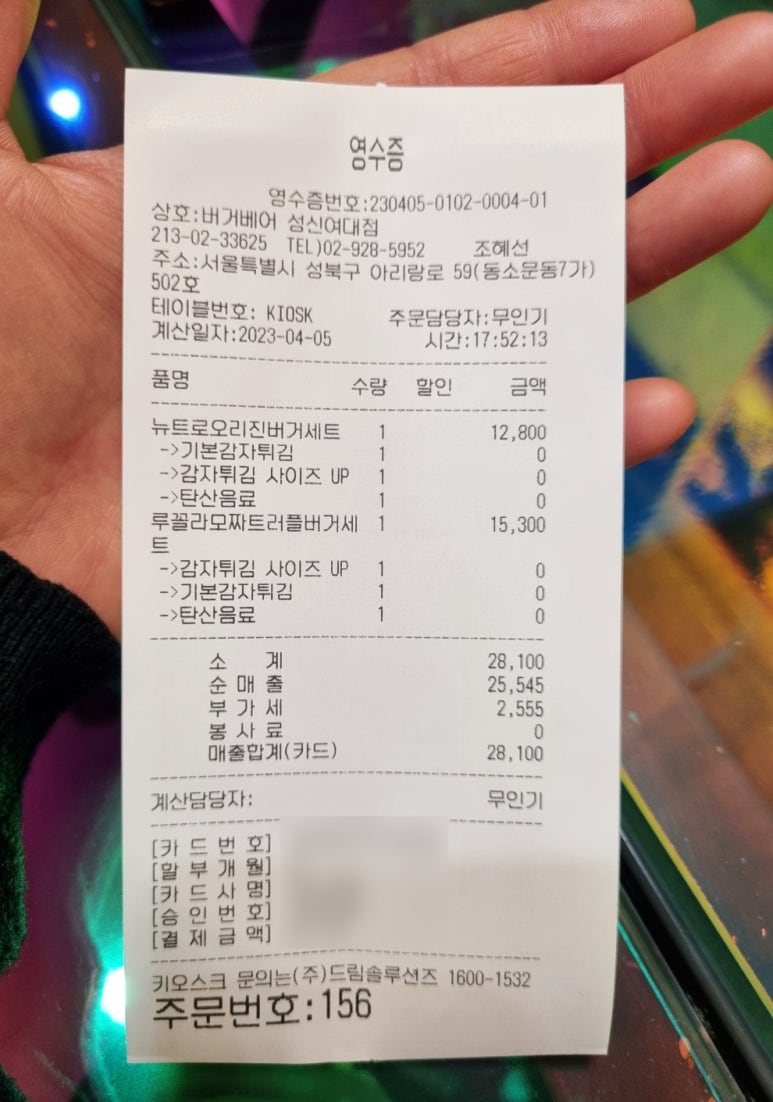 영수증
영수증번호:230405-0102-0004-01
상호:버거베어 성신여대점
213-02-33625 TEL)02-928-5952 조혜선
주소:서울특별시 성북구 아리랑로 59(동소문동7가)
502호
테이블번호: KIOSK 주문담당자:무인기
계산일자:2023-04-05 시간:17:52:13
품명 수량 할인 금액
뉴트로오리진버거세트 1 12,800
->기본감자튀김 1 0
->감자튀김 사이즈 UP 1 0
->탄산음료 1 0
루꼴라모짜트러플버거세 1 15,300
트
->감자튀김 사이즈 UP 1 0
->기본감자튀김 1 0
->탄산음료 1 0
소 계 28,100
순 매 출 25,545
부 가 세 2,555
봉 사 료 0
매출합계(카드) 28,100
계산담당자: 무인기
[카 드 번 호]
[할 부 개 월]
[카 드 사 명]
[승 인 번 호]
[결 제 금 액]
키오스크 문의는(주)드림솔루션즈 1600-1532
주문번호:156